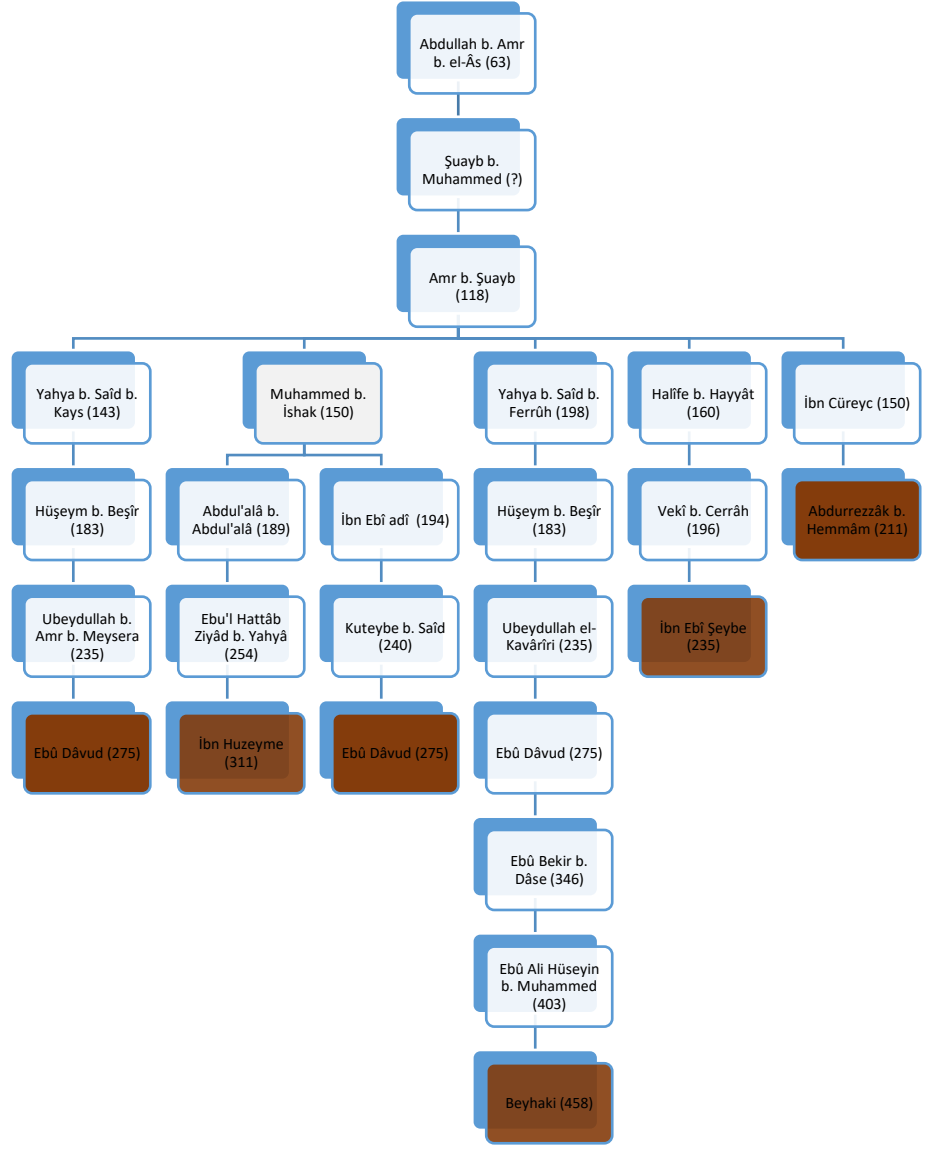 Abdullah b. Amr
b. el-Âs (63)
Şuayb b.
Muhammed (?)
Amr b. Şuayb
(118)
Yahya b. Saîd b.
Kays (143)
Muhammed b.
İshak (150)
Yahya b. Saîd b.
Ferrûh (198)
Halîfe b. Hayyât
(160)
İbn Cüreyc (150)
Hüşeym b. Beşîr
(183)
Abdul'alâ b.
Abdul'alâ (189)
İbn Ebî adî  (194)
Hüşeym b. Beşîr
(183)
Vekî b. Cerrâh
(196)
Abdurrezzâk b.
Hemmâm (211)
Ubeydullah b.
Amr b. Meysera
(235)
Ebu'l Hattâb
Ziyâd b. Yahyâ
(254)
Kuteybe b. Saîd
(240)
Ubeydullah el-
Kavârîri (235)
İbn Ebî Şeybe
(235)
Ebû Dâvud (275)
İbn Huzeyme
(311)
Ebû Dâvud (275)
Ebû Dâvud (275)
Ebû Bekir b.
Dâse (346)
Ebû Ali Hüseyin
b. Muhammed
(403)
Beyhaki (458)